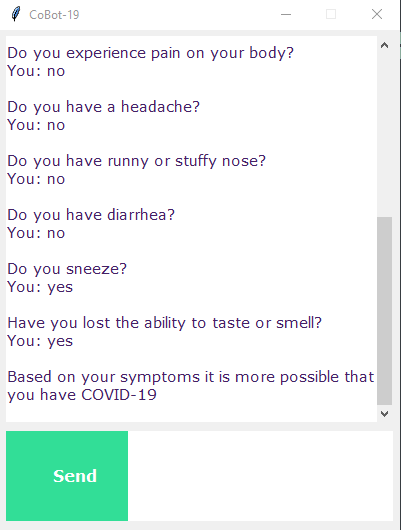 CoBot-19
Do you experience pain on your body?
You: no
Do you have a headache?
You: no
Do you have runny or stuffy nose?
You: no
Do you have diarrhea?
You: no
Do you sneeze?
You: yes
Have you lost the ability to taste or smell?
You: yes
Based on your symptoms it is more possible that
you have COVID-19
Send